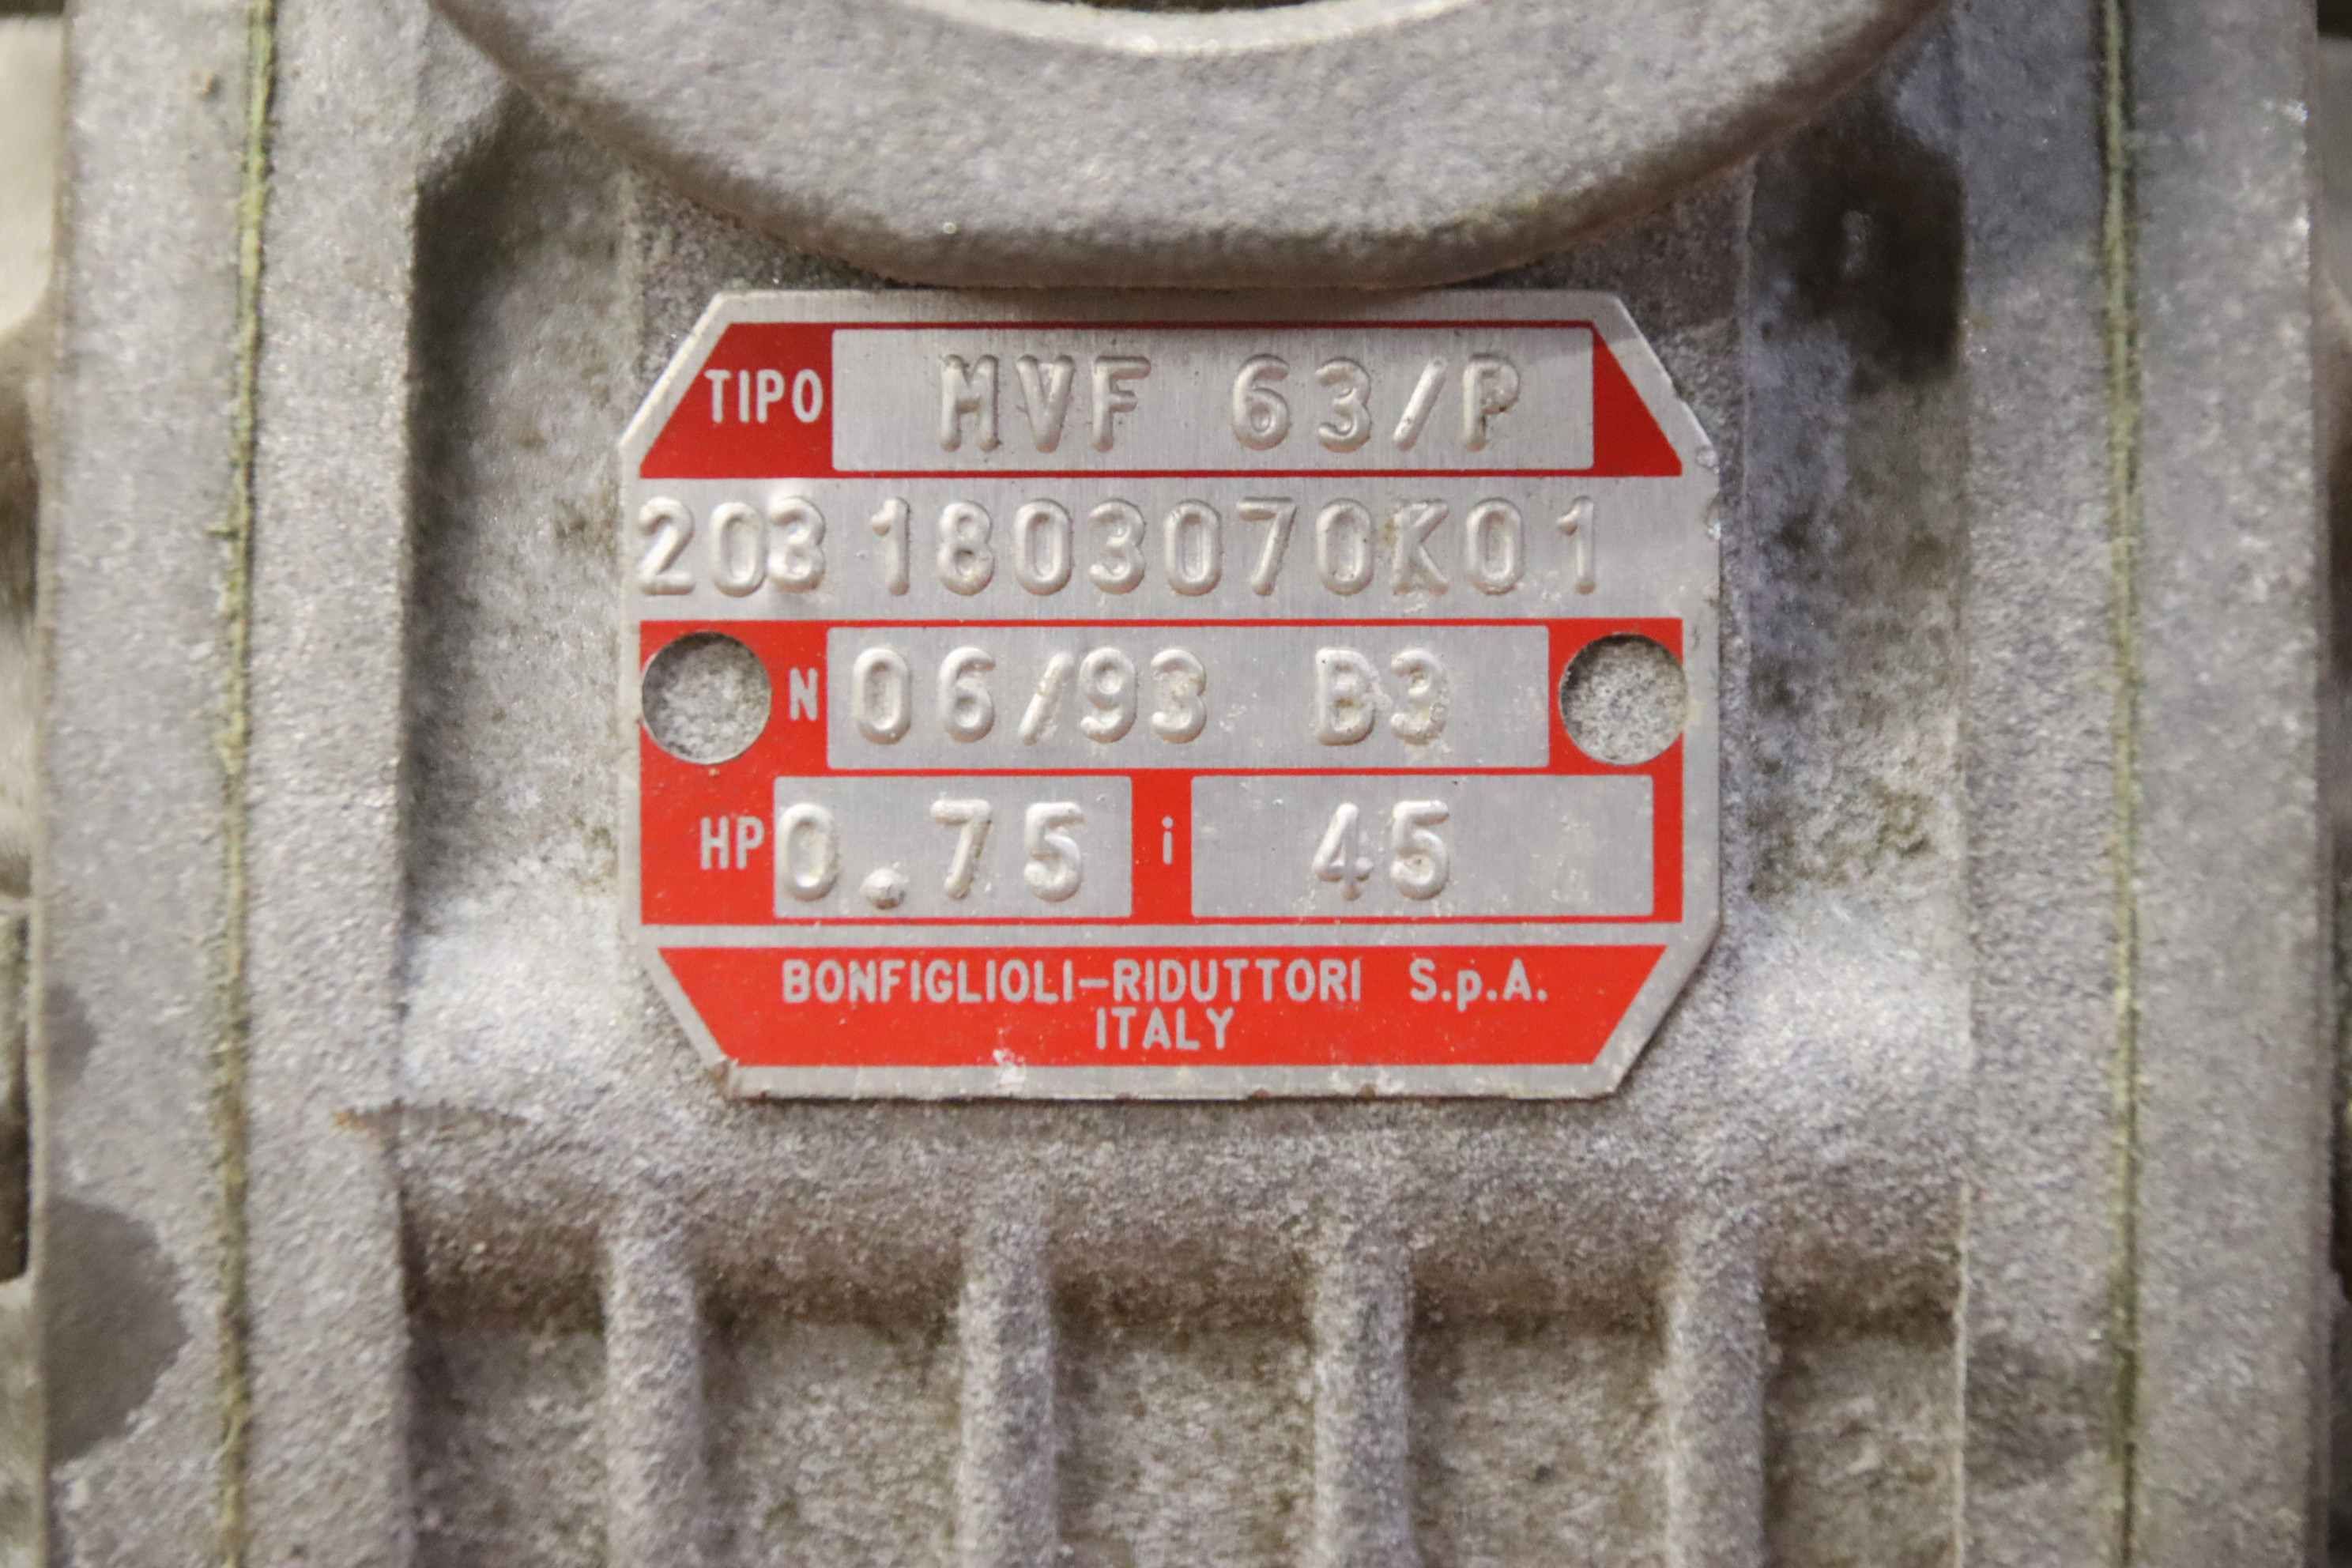 TIPO MVF 63/P
203 1803070K01
N 06/93 B3
HP 0.75 i 45
BONFIGLIOLI-RIDUTTORI S.p.A.
ITALY